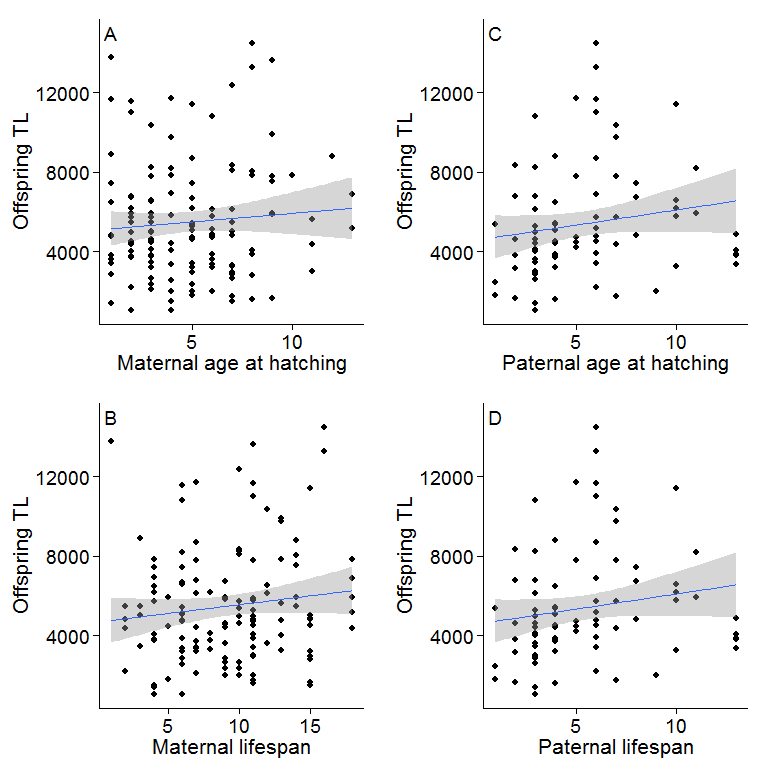 A
Offspring TL
12000
8000
4000
5 10
Maternal age at hatching
C
Offspring TL
12000
8000
4000
5 10
Paternal age at hatching
B
Offspring TL
12000
8000
4000
5 10 15
Maternal lifespan
D
Offspring TL
12000
8000
4000
5 10
Paternal lifespan